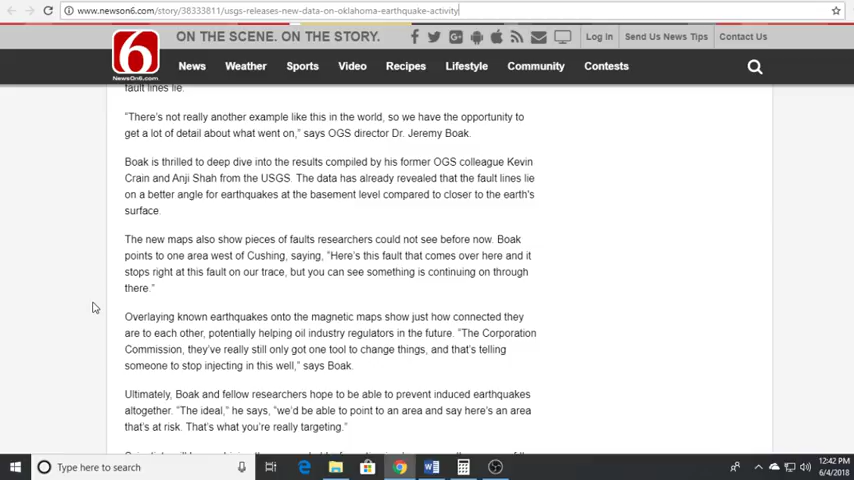 www.newson6.com/story/38333811/usgs-releases-new-data-on-oklahoma-earthquake-activity
6
NewsOn6.com
ON THE SCENE. ON THE STORY.
Log In
Send Us News Tips
Contact Us
News
Weather
Sports
Video
Recipes
Lifestyle
Community
Contests
fault lines lie.
"There's not really another example like this in the world, so we have the opportunity to
get a lot of detail about what went on," says OGS director Dr. Jeremy Boak.
Boak is thrilled to deep dive into the results compiled by his former OGS colleague Kevin
Crain and Anji Shah from the USGS. The data has already revealed that the fault lines lie
on a better angle for earthquakes at the basement level compared to closer to the earth's
surface.
The new maps also show pieces of faults researchers could not see before now. Boak
points to one area west of Cushing, saying, "Here's this fault that comes over here and it
stops right at this fault on our trace, but you can see something is continuing on through
there."
Overlaying known earthquakes onto the magnetic maps show just how connected they
are to each other, potentially helping oil industry regulators in the future. "The Corporation
Commission, they've really still only got one tool to change things, and that's telling
someone to stop injecting in this well," says Boak.
Ultimately, Boak and fellow researchers hope to be able to prevent induced earthquakes
altogether. "The ideal," he says, "we'd be able to point to an area and say here's an area
that's at risk. That's what you're really targeting."
Type here to search
12:42 PM
6/4/2018